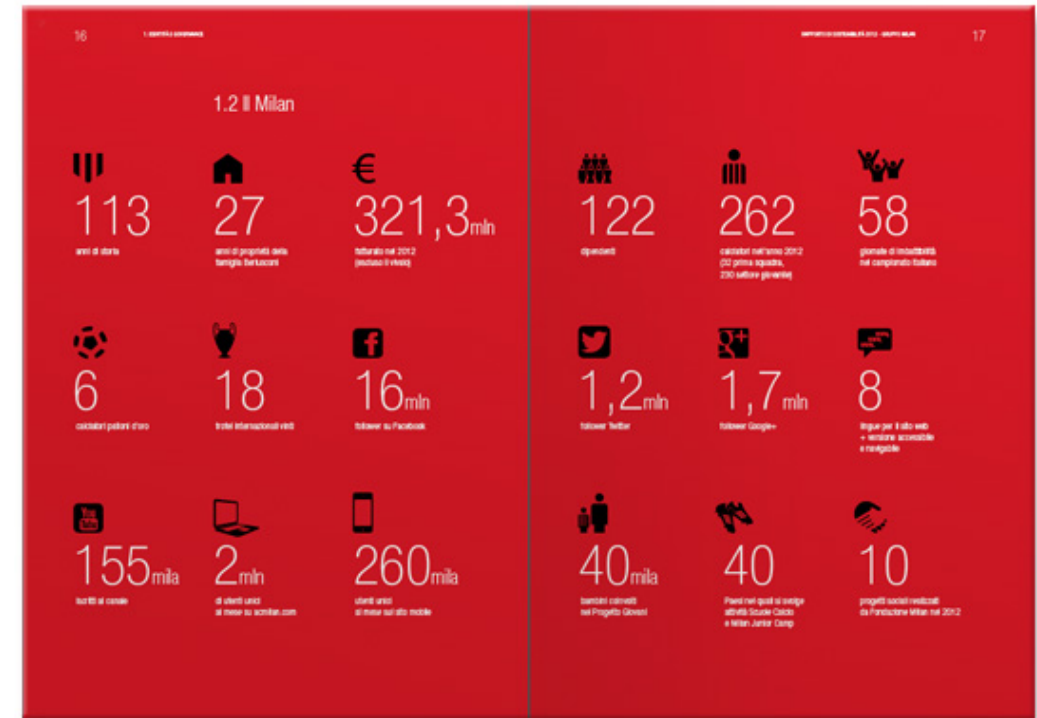 16
1. IDENTITÀ E GOVERNANCE
RAPPORTO DI SOSTENIBILITÀ 2012 - GRUPPO MILAN
17
1.2 Il Milan
113
anni di storia
27
anni di proprietà della
famiglia Berlusconi
€
321,3mln
fatturato nel 2012
(escluso il vivaio)
122
dipendenti
262
calciatori nell'anno 2012
(32 prima squadra,
230 settore giovanile)
58
giornate di imbattibilità
nel campionato italiano
6
calciatori palloni d'oro
18
trofei internazionali vinti
f
16mln
follower su Facebook
1,2mln
follower Twitter
g+
1,7mln
follower Google+
8
lingue per il sito web
+ versione accessibile
e navigabile
You
Tube
155mila
iscritti al canale
2mln
di utenti unici
al mese su acmilan.com
260mila
utenti unici
al mese sul sito mobile
40mila
bambini coinvolti
nel Progetto Giovani
40
Paesi nei quali si svolge
attività Scuole Calcio
e Milan Junior Camp
10
progetti sociali realizzati
da Fondazione Milan nel 2012